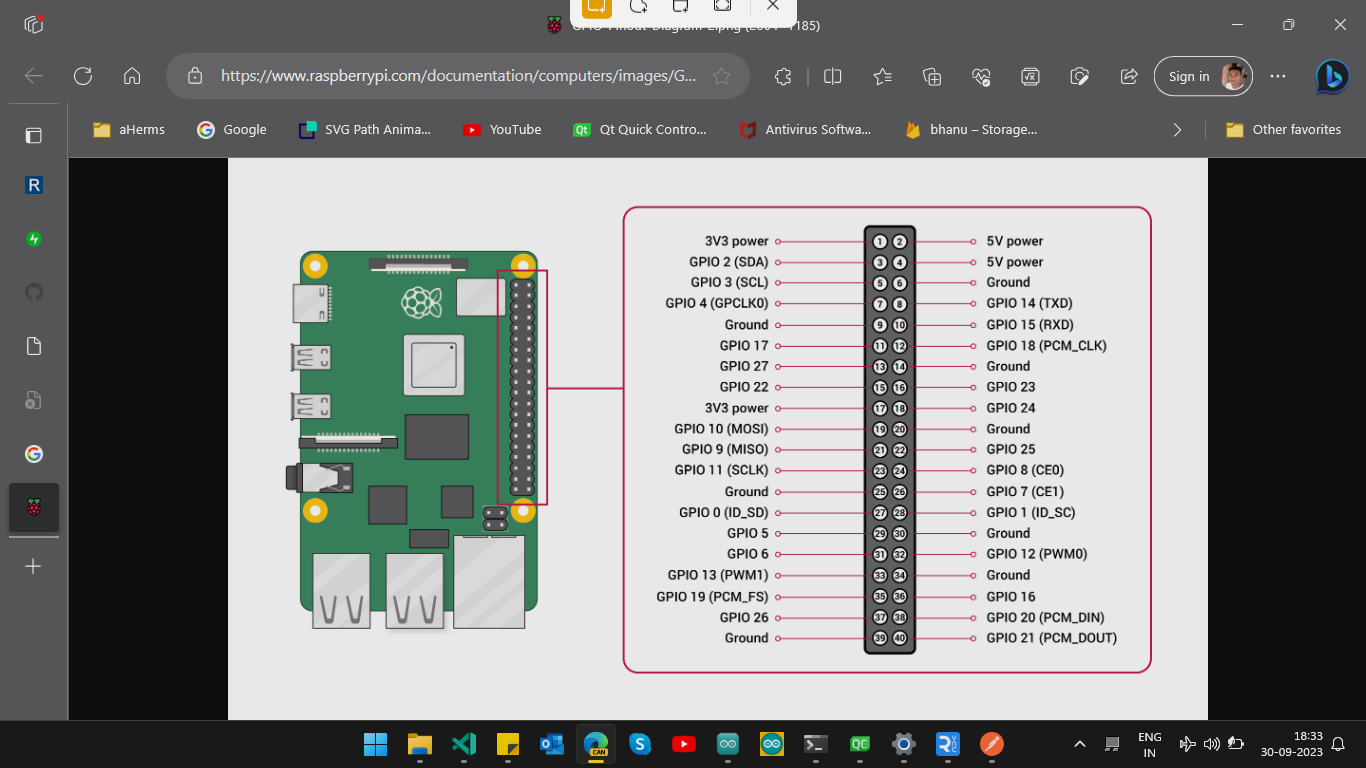 GPIO-Pinout-Diagram-2.png (2004×1185)
https://www.raspberrypi.com/documentation/computers/images/G...
Sign in
aHerms
Google
SVG Path Anima...
YouTube
Qt Quick Contro...
Antivirus Softwa...
bhanu – Storage...
Other favorites
R
3V3 power 1 2 5V power
GPIO 2 (SDA) 3 4 5V power
GPIO 3 (SCL) 5 6 Ground
GPIO 4 (GPCLK0) 7 8 GPIO 14 (TXD)
Ground 9 10 GPIO 15 (RXD)
GPIO 17 11 12 GPIO 18 (PCM_CLK)
GPIO 27 13 14 Ground
GPIO 22 15 16 GPIO 23
3V3 power 17 18 GPIO 24
GPIO 10 (MOSI) 19 20 Ground
GPIO 9 (MISO) 21 22 GPIO 25
GPIO 11 (SCLK) 23 24 GPIO 8 (CE0)
Ground 25 26 GPIO 7 (CE1)
GPIO 0 (ID_SD) 27 28 GPIO 1 (ID_SC)
GPIO 5 29 30 Ground
GPIO 6 31 32 GPIO 12 (PWM0)
GPIO 13 (PWM1) 33 34 Ground
GPIO 19 (PCM_FS) 35 36 GPIO 16
GPIO 26 37 38 GPIO 20 (PCM_DIN)
Ground 39 40 GPIO 21 (PCM_DOUT)
CAN
QC
ENG
IN
18:33
30-09-2023